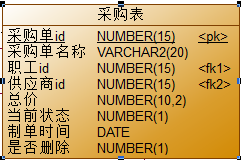 采购表
采购单id NUMBER(15) <pk>
采购单名称 VARCHAR2(20)
职工id NUMBER(15) <fk1>
供应商id NUMBER(15) <fk2>
总价 NUMBER(10,2)
当前状态 NUMBER(1)
制单时间 DATE
是否删除 NUMBER(1)